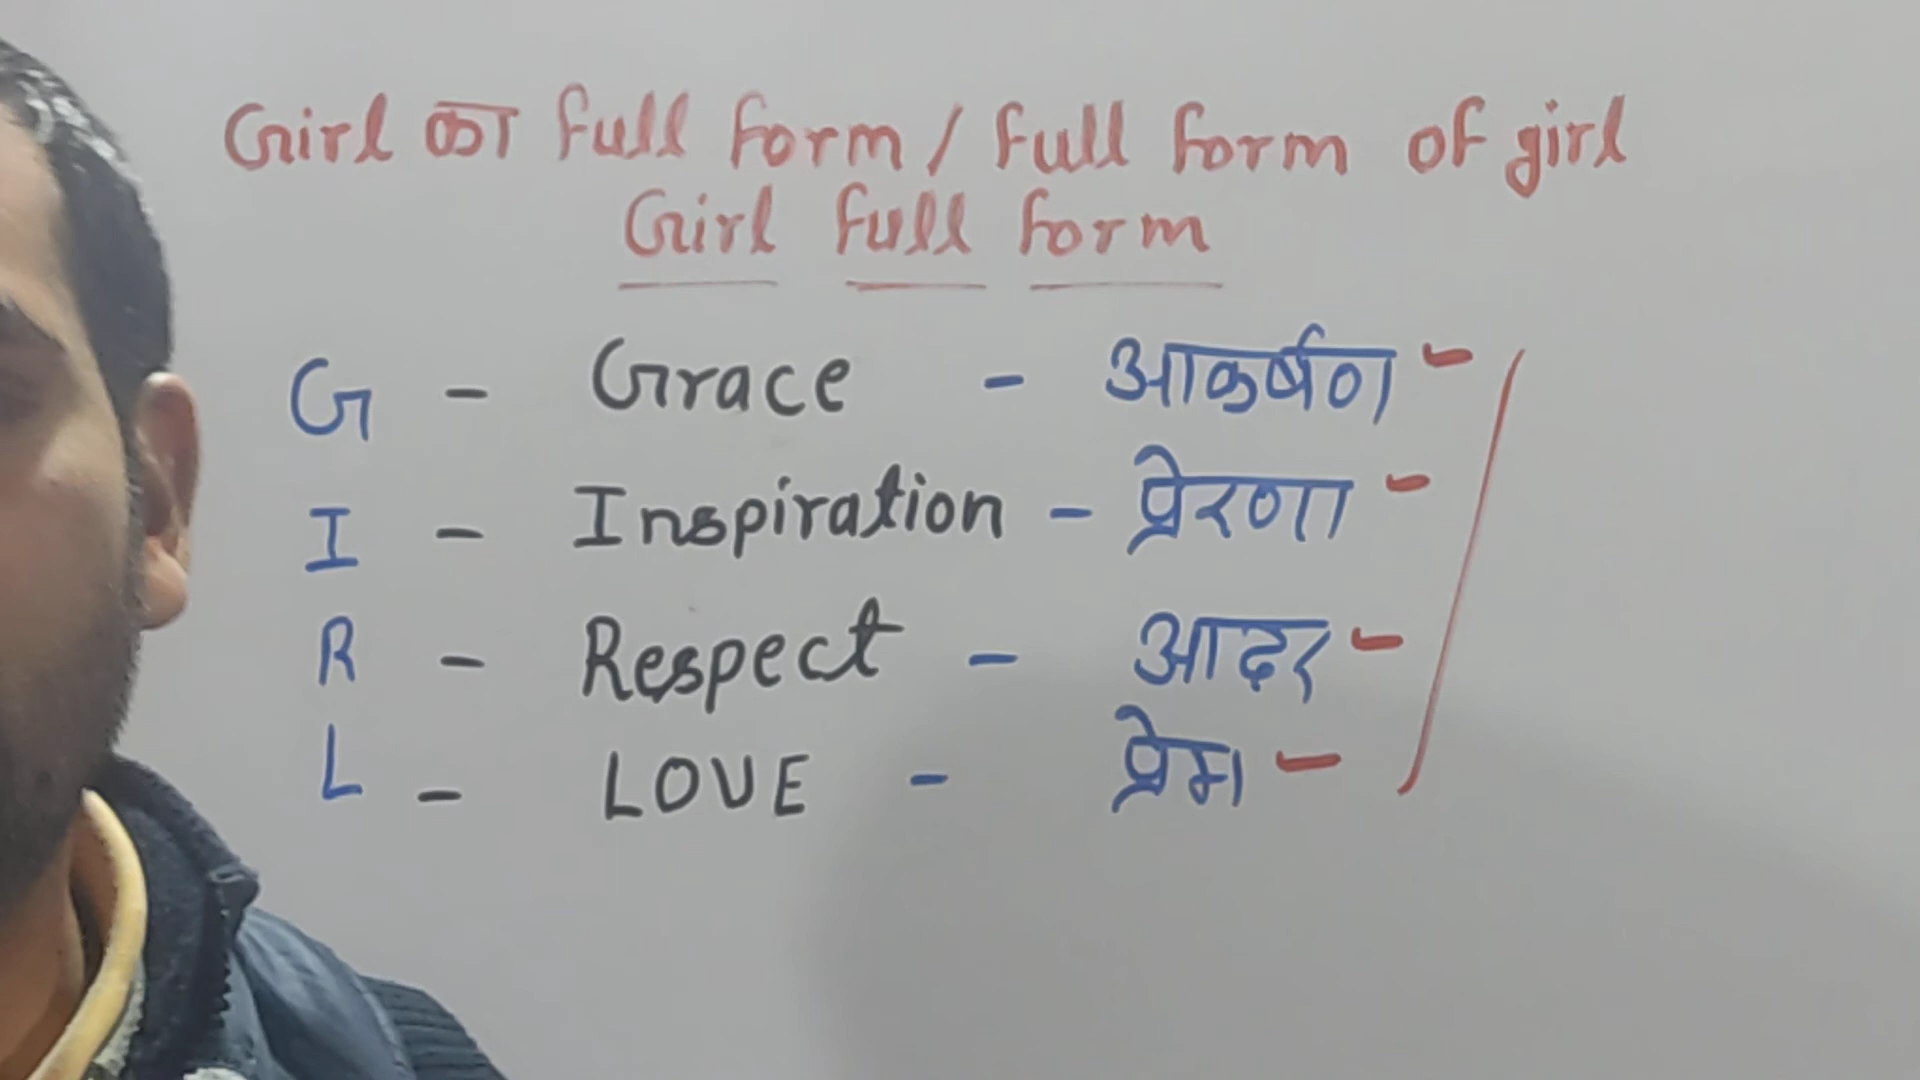 Girl का full form / full form of girl
Girl full form
G - Grace - आकर्षण -
I - Inspiration - प्रेरणा -
R - Respect - आदर -
L - LOVE - प्रेम -